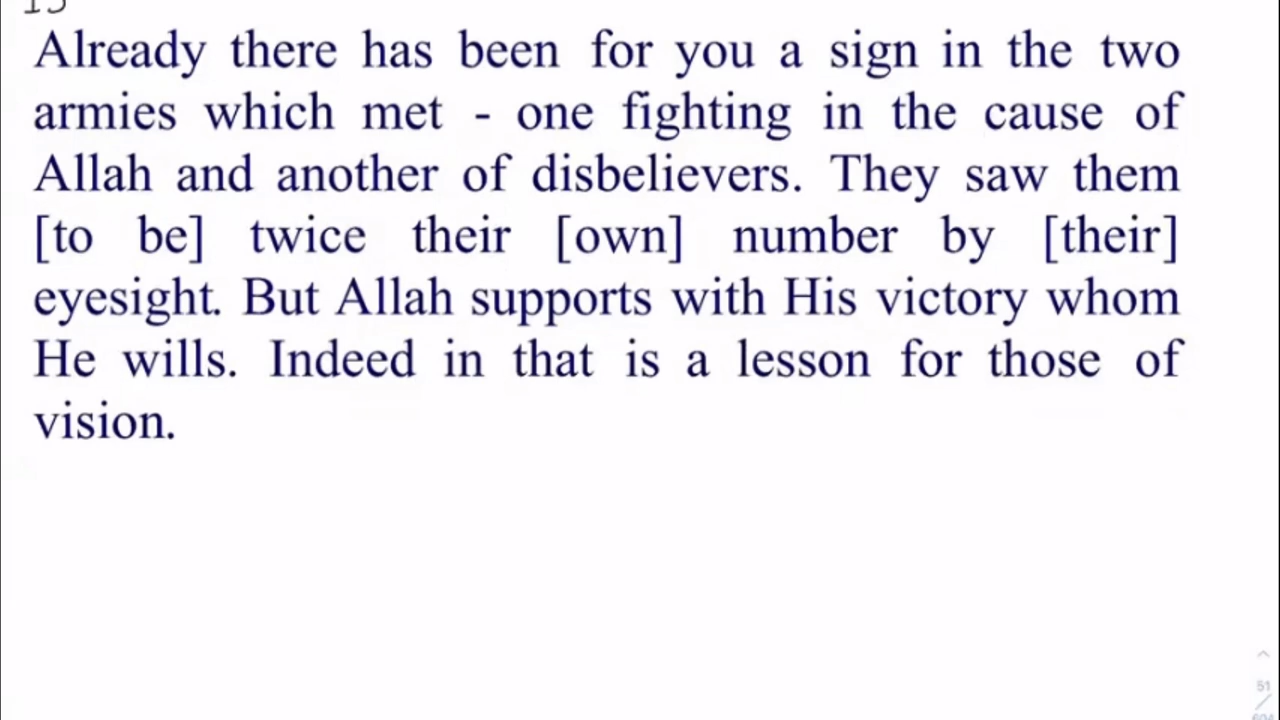 Already there has been for you a sign in the two
armies which met - one fighting in the cause of
Allah and another of disbelievers. They saw them
[to be] twice their [own] number by [their]
eyesight. But Allah supports with His victory whom
He wills. Indeed in that is a lesson for those of
vision.
51
/